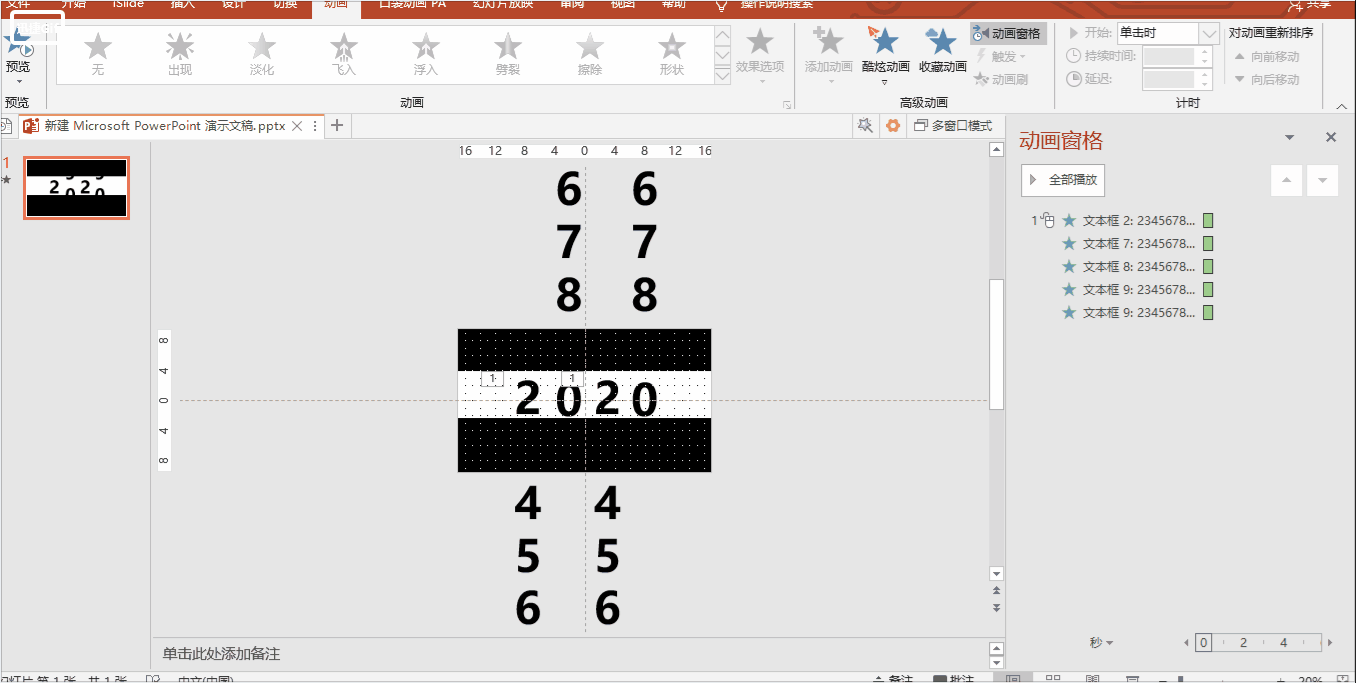 文件 开始 iSlide 插入 设计 切换 动画 口袋动画 PA 幻灯片放映 审阅 视图 帮助 操作说明搜索 共享
预览
无 出现 淡化 飞入 浮入 劈裂 擦除 形状
效果选项
添加动画 酷炫动画 收藏动画
动画窗格
触发
动画刷
开始: 单击时
持续时间:
延迟:
对动画重新排序
向前移动
向后移动
预览 动画 高级动画 计时
新建 Microsoft PowerPoint 演示文稿.pptx
多窗口模式
1
2 0 2 0
16 12 8 4 0 4 8 12 16
6 6
7 7
8 8
8
4
0
4
8
1 1
2 0 2 0
4 4
5 5
6 6
单击此处添加备注
动画窗格
全部播放
1 文本框 2: 2345678...
文本框 7: 2345678...
文本框 8: 2345678...
文本框 9: 2345678...
文本框 9: 2345678...
秒 0 2 4
幻灯片 第 1 张, 共 1 张 中文(中国) 备注 批注 20%